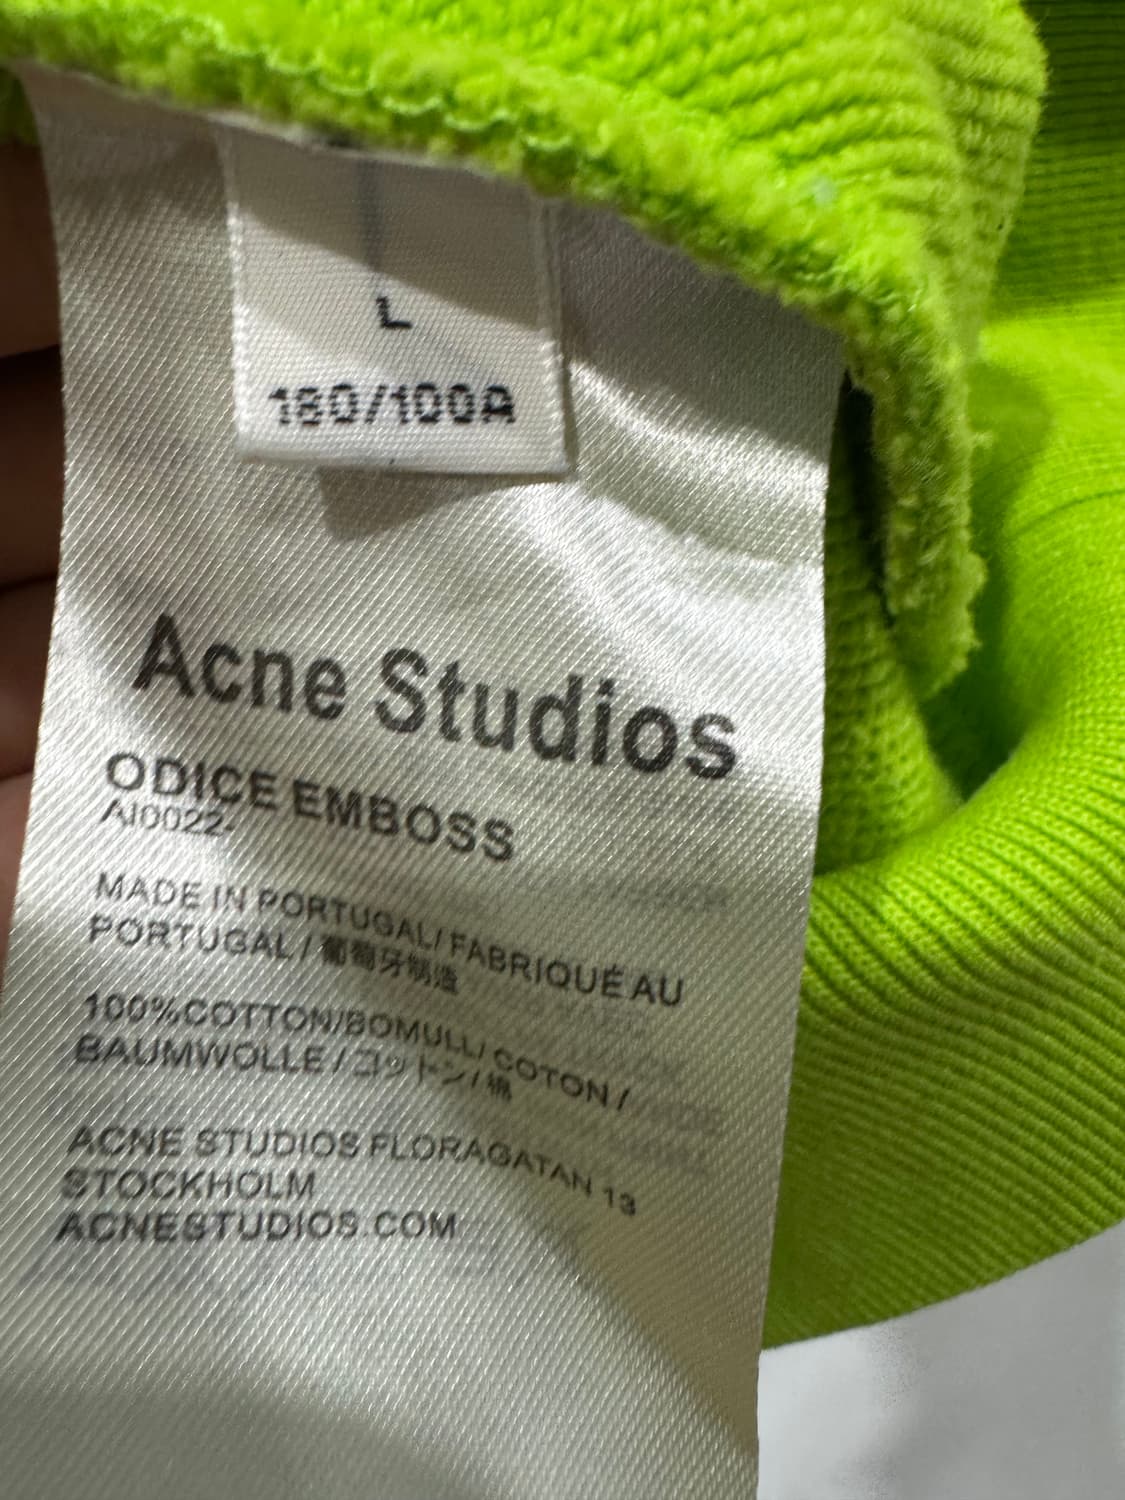 L
180/100A
Acne Studios
ODICE EMBOSS
AI0022-
MADE IN PORTUGAL/ FABRIQUÉ AU
PORTUGAL / 葡萄牙制造
100%COTTON/BOMULL/ COTON /
BAUMWOLLE / コットン / 棉
ACNE STUDIOS FLORAGATAN 13
STOCKHOLM
ACNESTUDIOS.COM